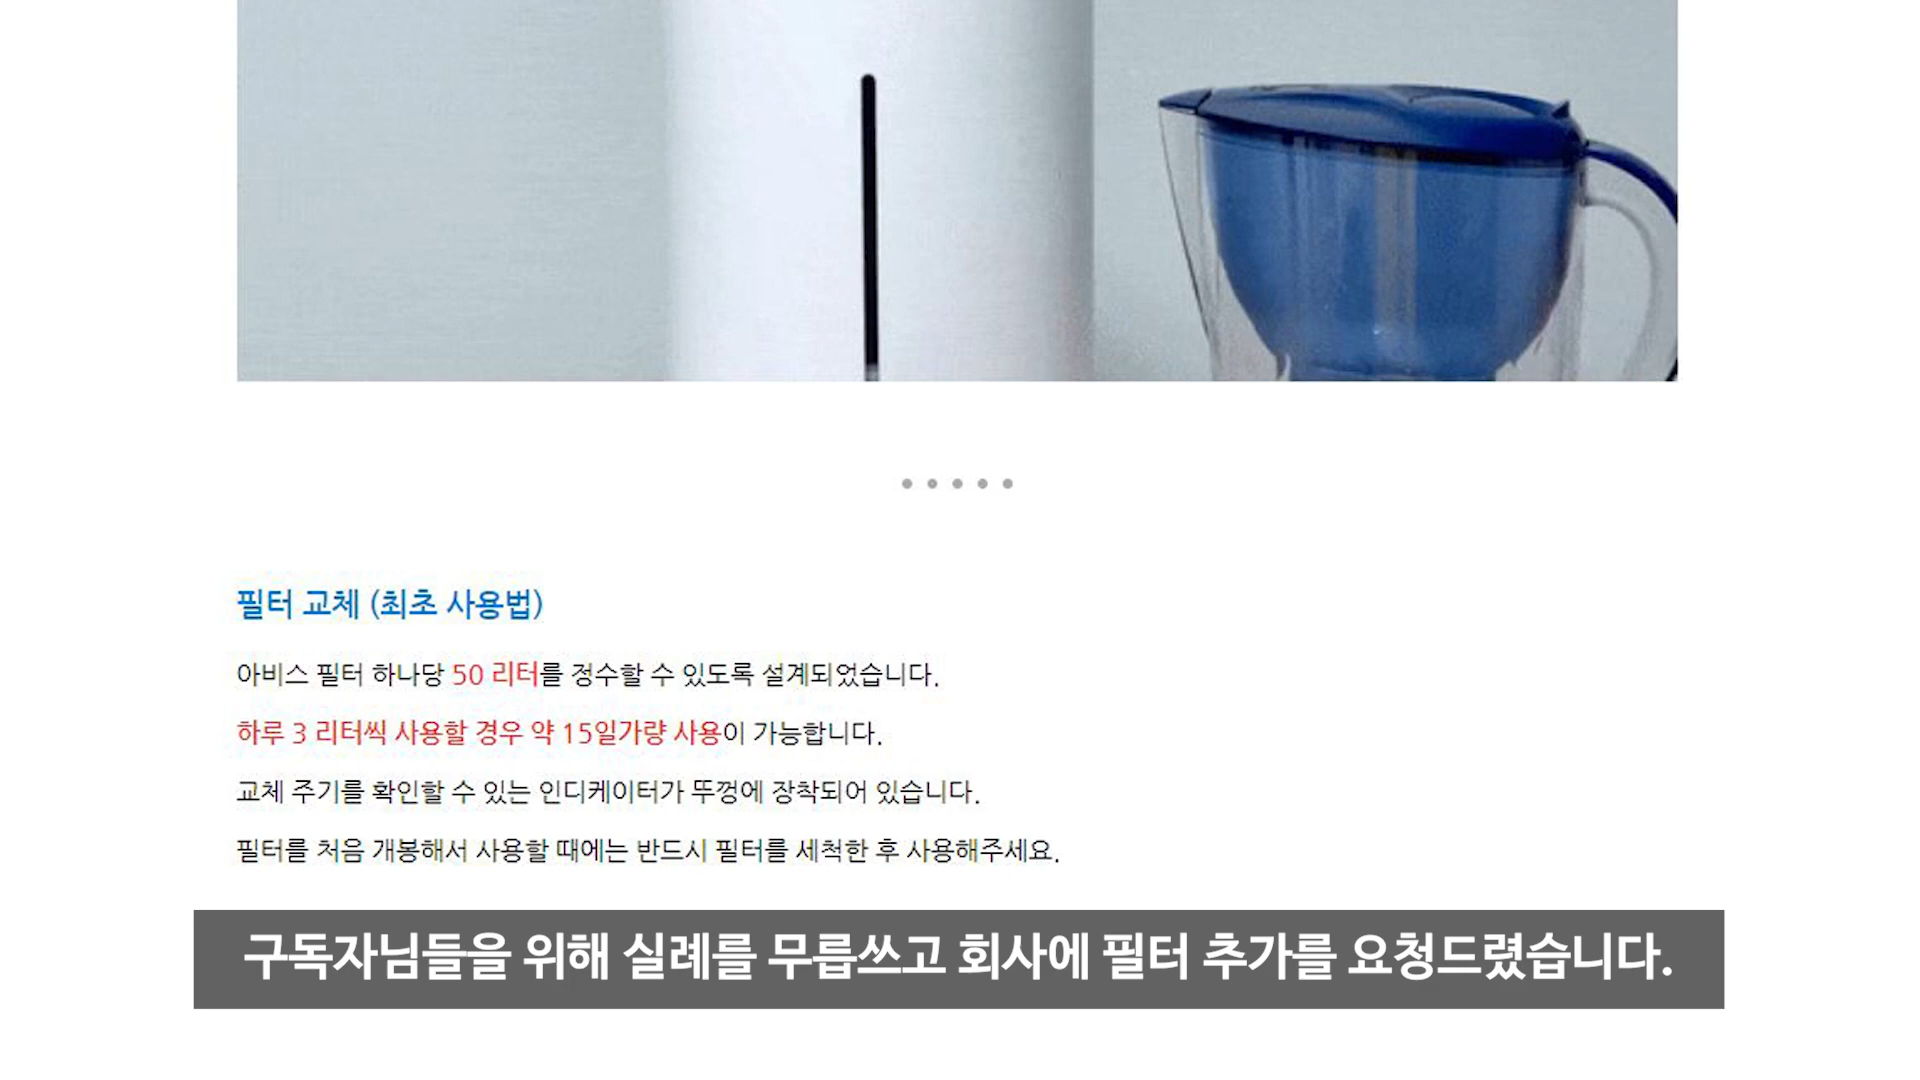 필터 교체 (최초 사용법)
아비스 필터 하나당 50 리터를 정수할 수 있도록 설계되었습니다.
하루 3 리터씩 사용할 경우 약 15일가량 사용이 가능합니다.
교체 주기를 확인할 수 있는 인디케이터가 뚜껑에 장착되어 있습니다.
필터를 처음 개봉해서 사용할 때에는 반드시 필터를 세척한 후 사용해주세요.
구독자님들을 위해 실례를 무릅쓰고 회사에 필터 추가를 요청드렸습니다.